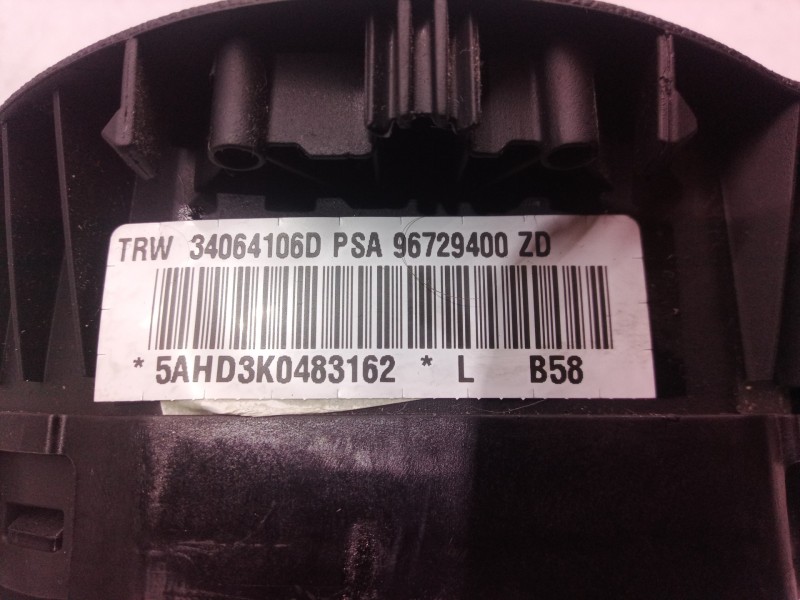 TRW 34064106D PSA 96729400 ZD
* 5AHD3K0483162 * L B58